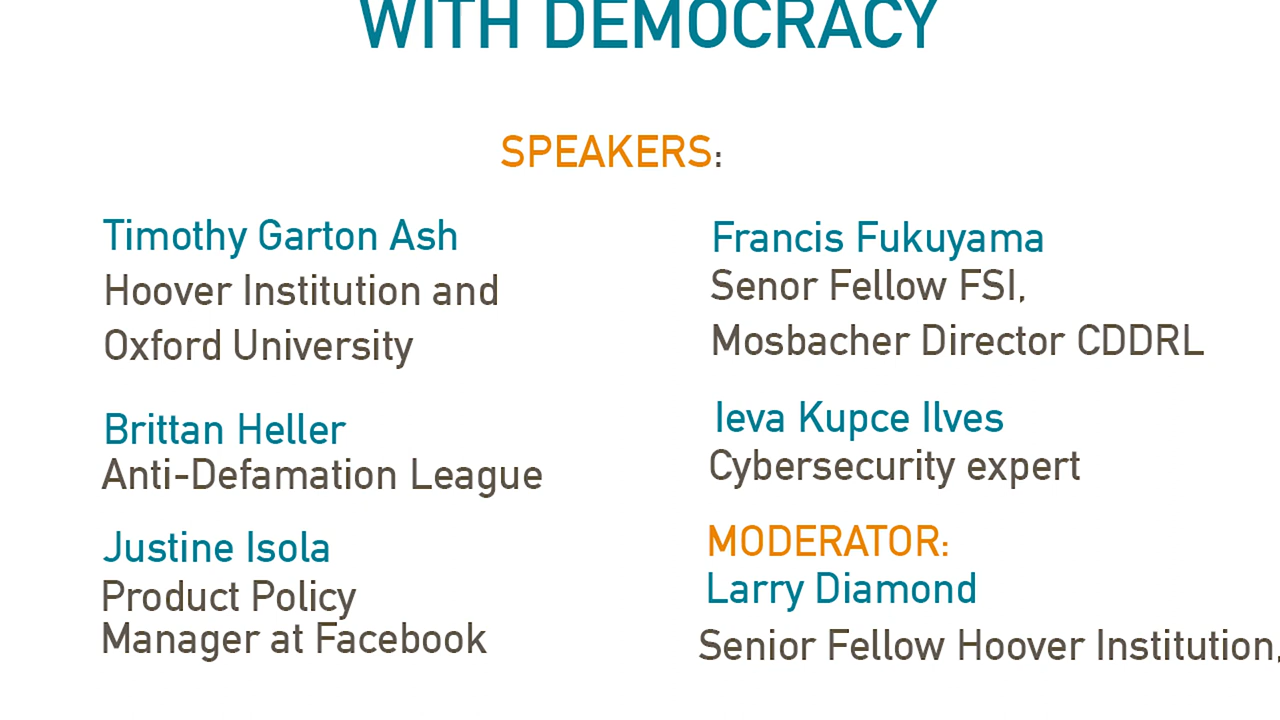 WITH DEMOCRACY
SPEAKERS:
Timothy Garton Ash
Hoover Institution and
Oxford University
Brittan Heller
Anti-Defamation League
Justine Isola
Product Policy
Manager at Facebook
Francis Fukuyama
Senor Fellow FSI,
Mosbacher Director CDDRL
Ieva Kupce Ilves
Cybersecurity expert
MODERATOR:
Larry Diamond
Senior Fellow Hoover Institution,